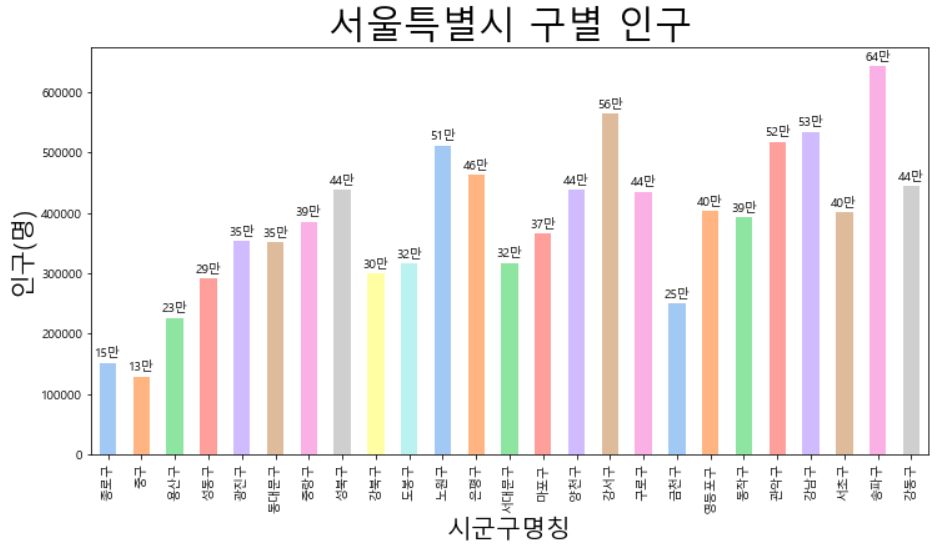 서울특별시 구별 인구
인구(명)
600000
500000
400000
300000
200000
100000
0
15만
13만
23만
29만
35만
35만
39만
44만
30만
32만
51만
46만
32만
37만
44만
56만
44만
25만
40만
39만
52만
53만
40만
64만
44만
종로구
중구
용산구
성동구
광진구
동대문구
중랑구
성북구
강북구
도봉구
노원구
은평구
서대문구
마포구
양천구
강서구
구로구
금천구
영등포구
동작구
관악구
강남구
서초구
송파구
강동구
시군구명칭